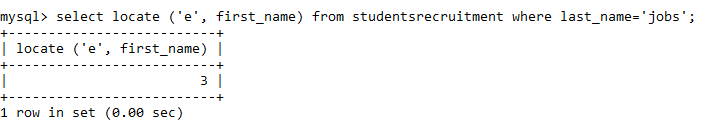 mysql> select locate ('e', first_name) from studentsrecruitment where last_name='jobs';
+--------------------------+
| locate ('e', first_name) |
+--------------------------+
|                        3 |
+--------------------------+
1 row in set (0.00 sec)